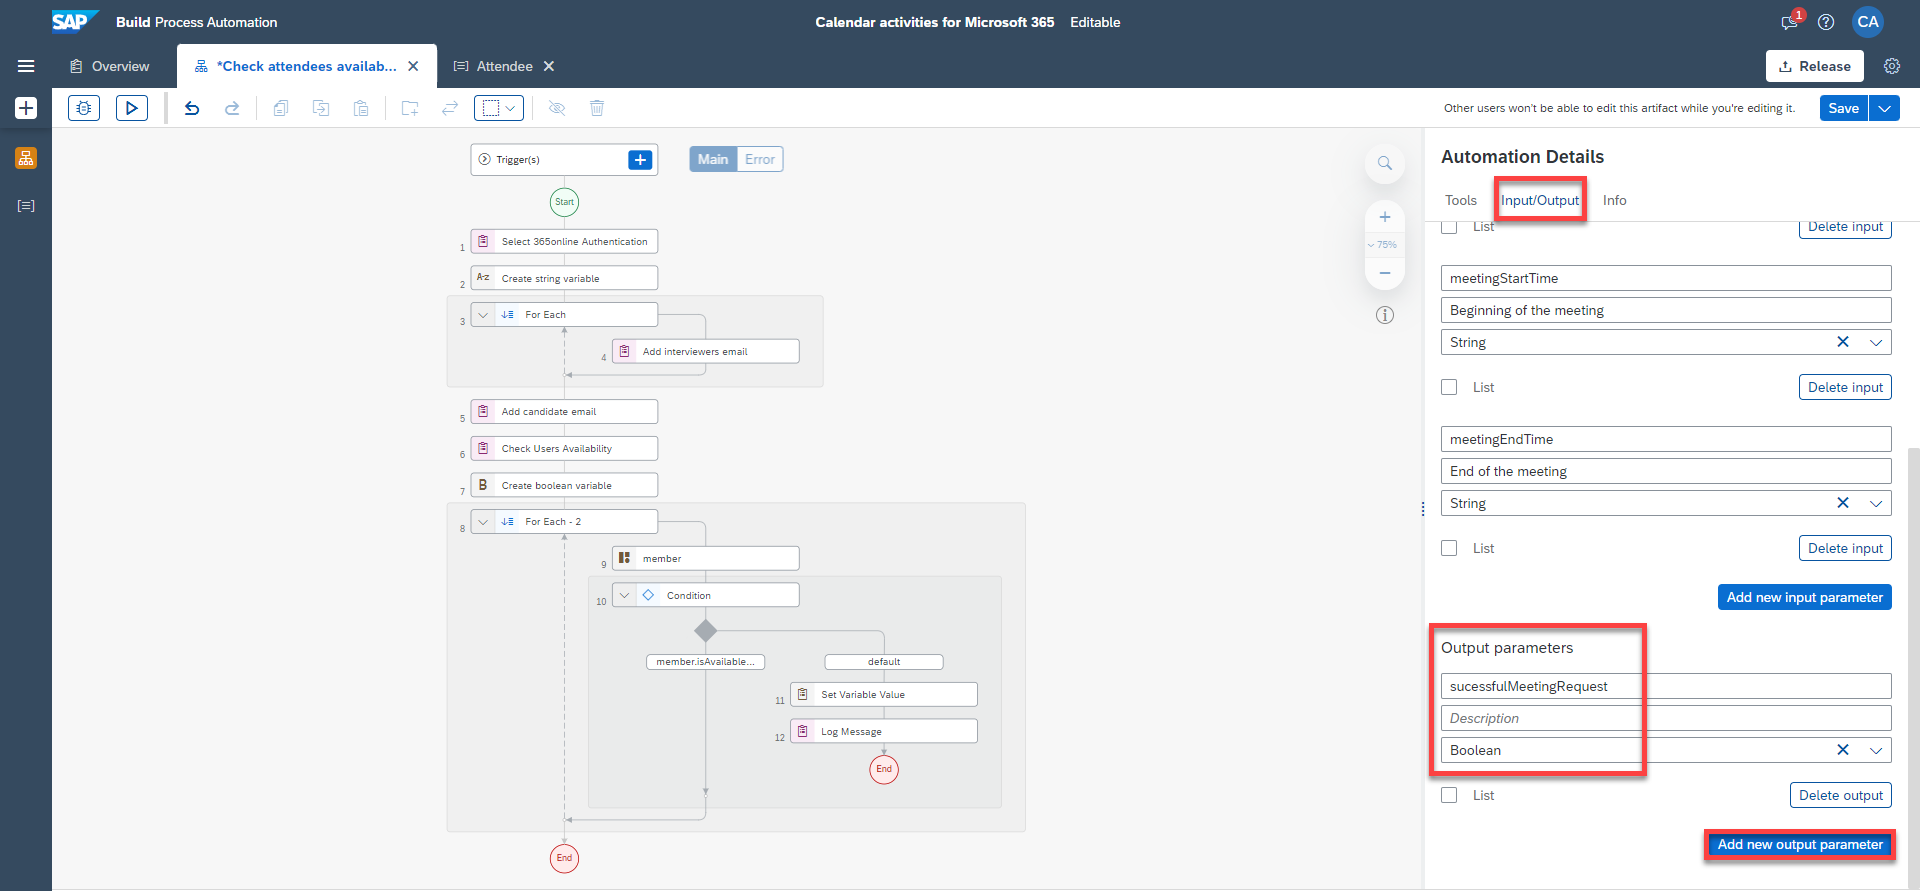 SAP Build Process Automation
Calendar activities for Microsoft 365 Editable
1
CA
Overview
*Check attendees availab...
Attendee
Release
Other users won't be able to edit this artifact while you're editing it.
Save
Trigger(s)
Main
Error
Start
1
Select 365online Authentication
2
A-z
Create string variable
3
For Each
4
Add interviewers email
5
Add candidate email
6
Check Users Availability
7
B
Create boolean variable
8
For Each - 2
9
member
10
Condition
member.isAvailable...
default
11
Set Variable Value
12
Log Message
End
End
75%
Automation Details
Tools
Input/Output
Info
List
Delete input
meetingStartTime
Beginning of the meeting
String
List
Delete input
meetingEndTime
End of the meeting
String
List
Delete input
Add new input parameter
Output parameters
sucessfulMeetingRequest
Description
Boolean
List
Delete output
Add new output parameter